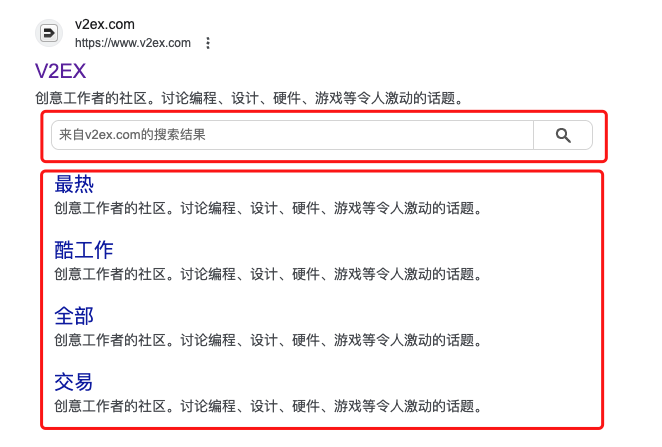 v2ex.com
https://www.v2ex.com
V2EX
创意工作者的社区。讨论编程、设计、硬件、游戏等令人激动的话题。
来自v2ex.com的搜索结果
最热
创意工作者的社区。讨论编程、设计、硬件、游戏等令人激动的话题。
酷工作
创意工作者的社区。讨论编程、设计、硬件、游戏等令人激动的话题。
全部
创意工作者的社区。讨论编程、设计、硬件、游戏等令人激动的话题。
交易
创意工作者的社区。讨论编程、设计、硬件、游戏等令人激动的话题。